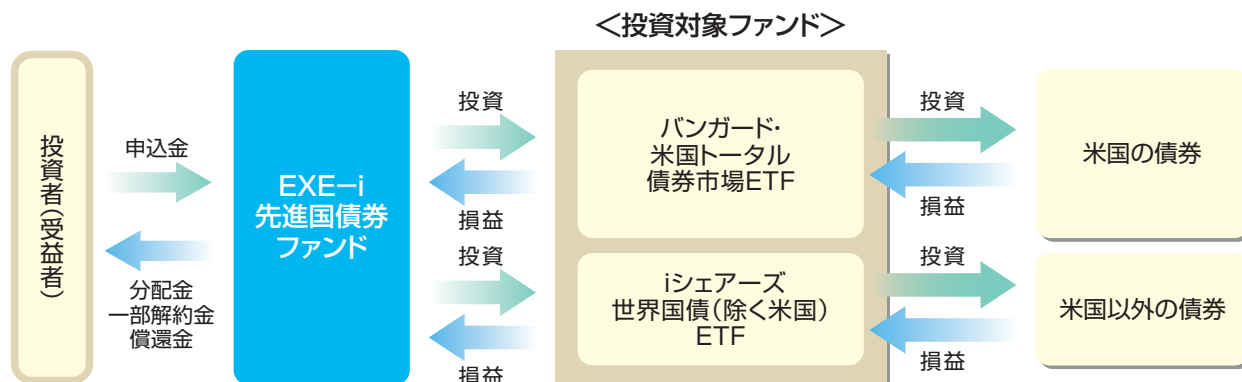 ＜投資対象ファンド＞
投資者（受益者）
申込金
分配金
一部解約金
償還金
EXE−i
先進国債券
ファンド
投資
損益
投資
損益
バンガード・
米国トータル
債券市場ETF
iシェアーズ
世界国債（除く米国）
ETF
投資
損益
投資
損益
米国の債券
米国以外の債券